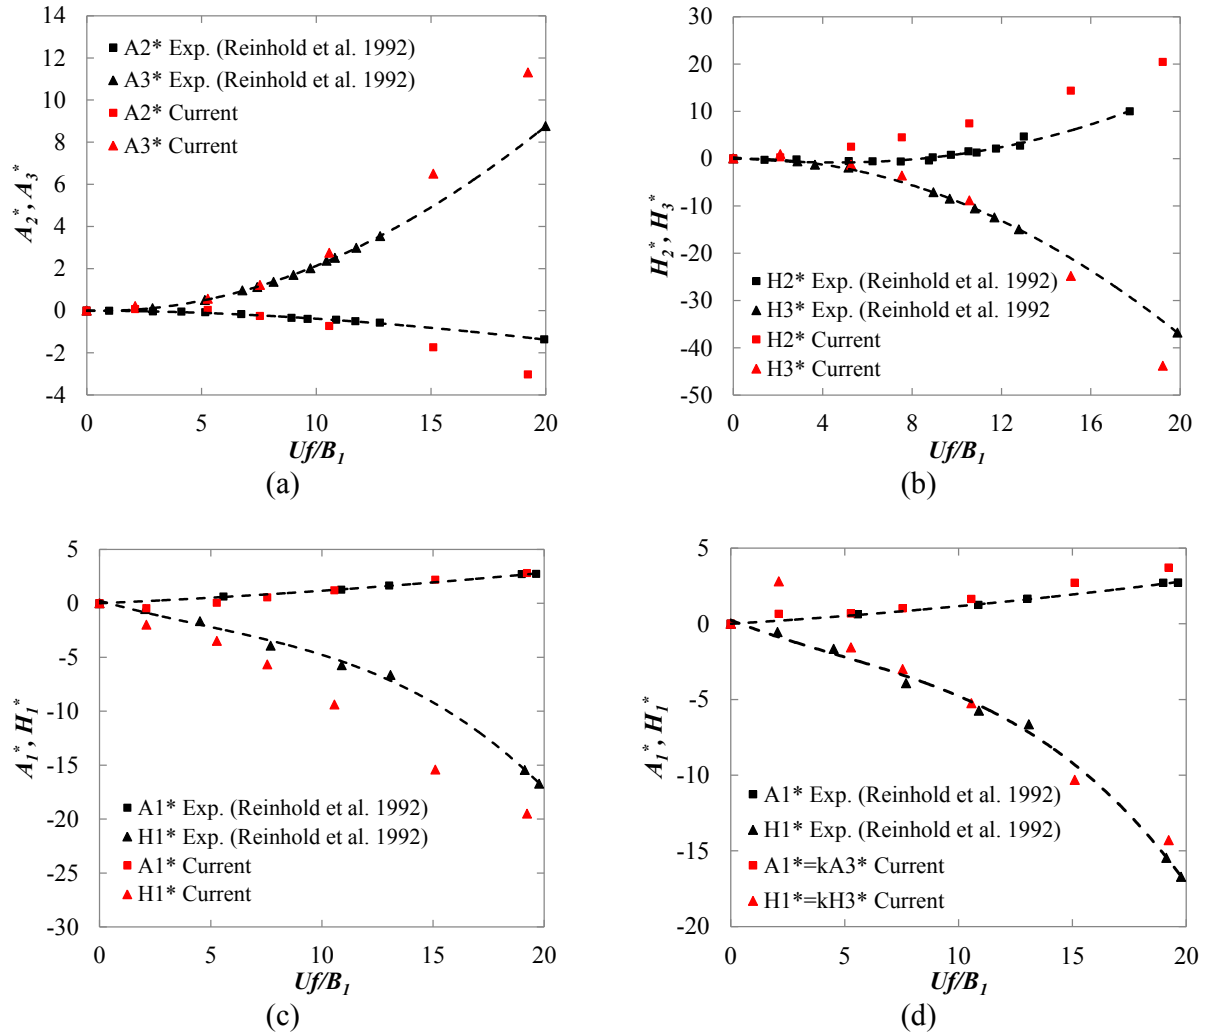 14
12
10
8
6
4
2
0
-2
-4
A2* Exp. (Reinhold et al. 1992)
A3* Exp. (Reinhold et al. 1992)
A2* Current
A3* Current
A2*, A3*
0 5 10 15 20
Uf/B1
(a)
30
20
10
0
-10
-20
-30
-40
-50
H2* Exp. (Reinhold et al. 1992)
H3* Exp. (Reinhold et al. 1992
H2* Current
H3* Current
H2*, H3*
0 4 8 12 16 20
Uf/B1
(b)
5
0
-5
-10
-15
-20
-25
-30
A1* Exp. (Reinhold et al. 1992)
H1* Exp. (Reinhold et al. 1992)
A1* Current
H1* Current
A1*, H1*
0 5 10 15 20
Uf/B1
(c)
5
0
-5
-10
-15
-20
A1* Exp. (Reinhold et al. 1992)
H1* Exp. (Reinhold et al. 1992)
A1*=kA3* Current
H1*=kH3* Current
A1*, H1*
0 5 10 15 20
Uf/B1
(d)